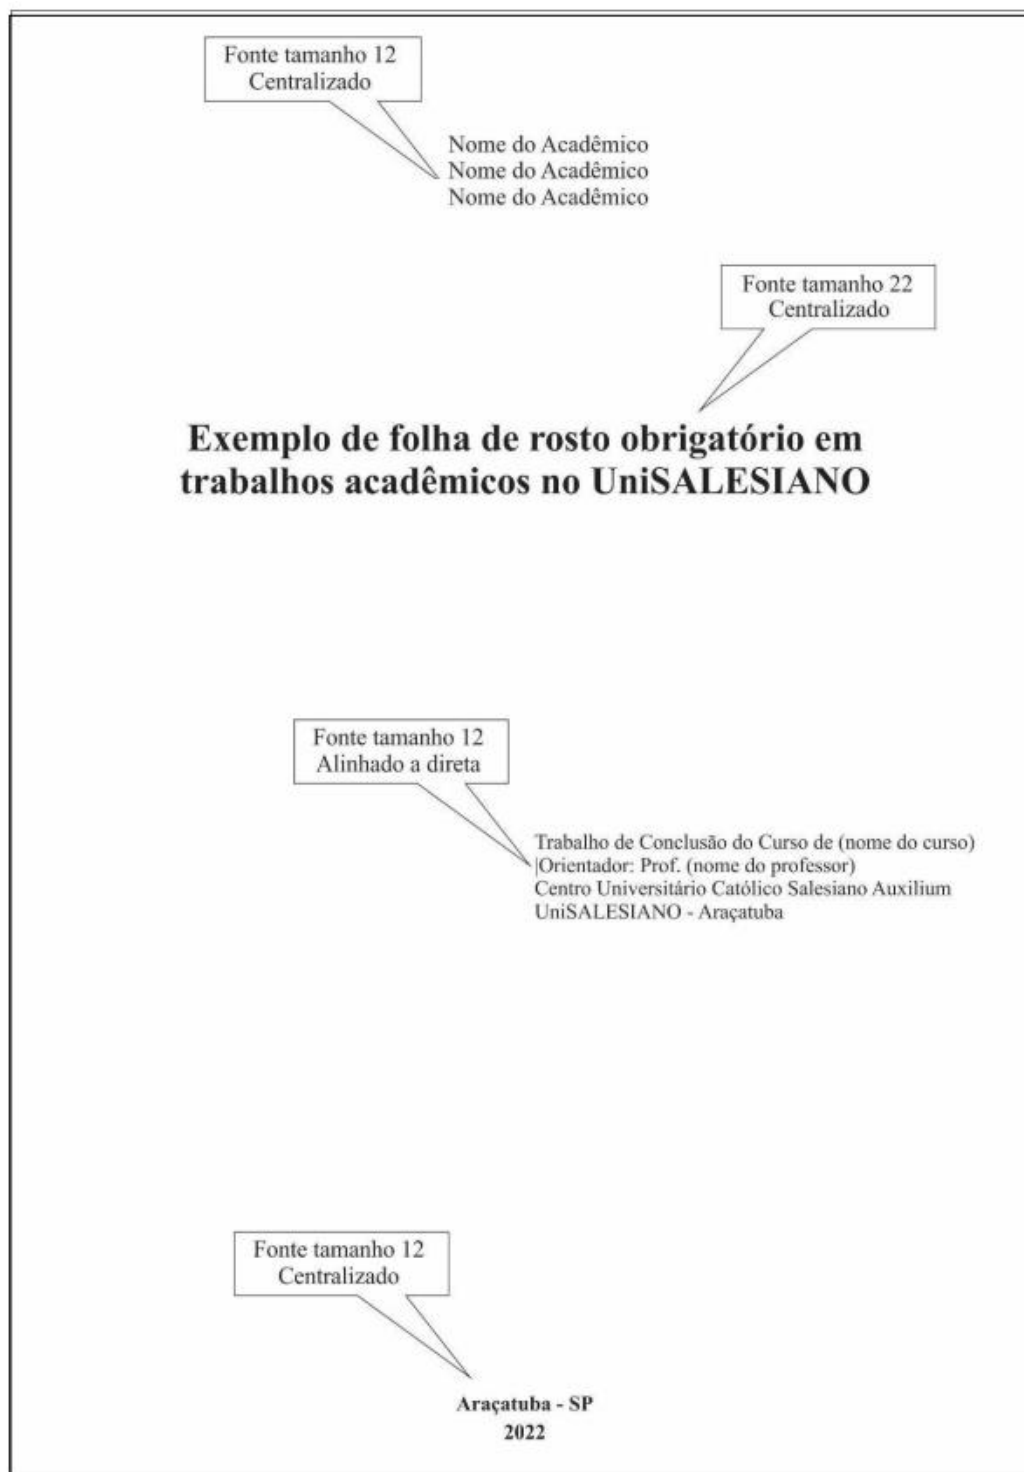 Fonte tamanho 12
Centralizado
Nome do Acadêmico
Nome do Acadêmico
Nome do Acadêmico
Fonte tamanho 22
Centralizado
Exemplo de folha de rosto obrigatório em
trabalhos acadêmicos no UniSALESIANO
Fonte tamanho 12
Alinhado a direta
Trabalho de Conclusão do Curso de (nome do curso)
|Orientador: Prof. (nome do professor)
Centro Universitário Católico Salesiano Auxilium
UniSALESIANO - Araçatuba
Fonte tamanho 12
Centralizado
Araçatuba - SP
2022